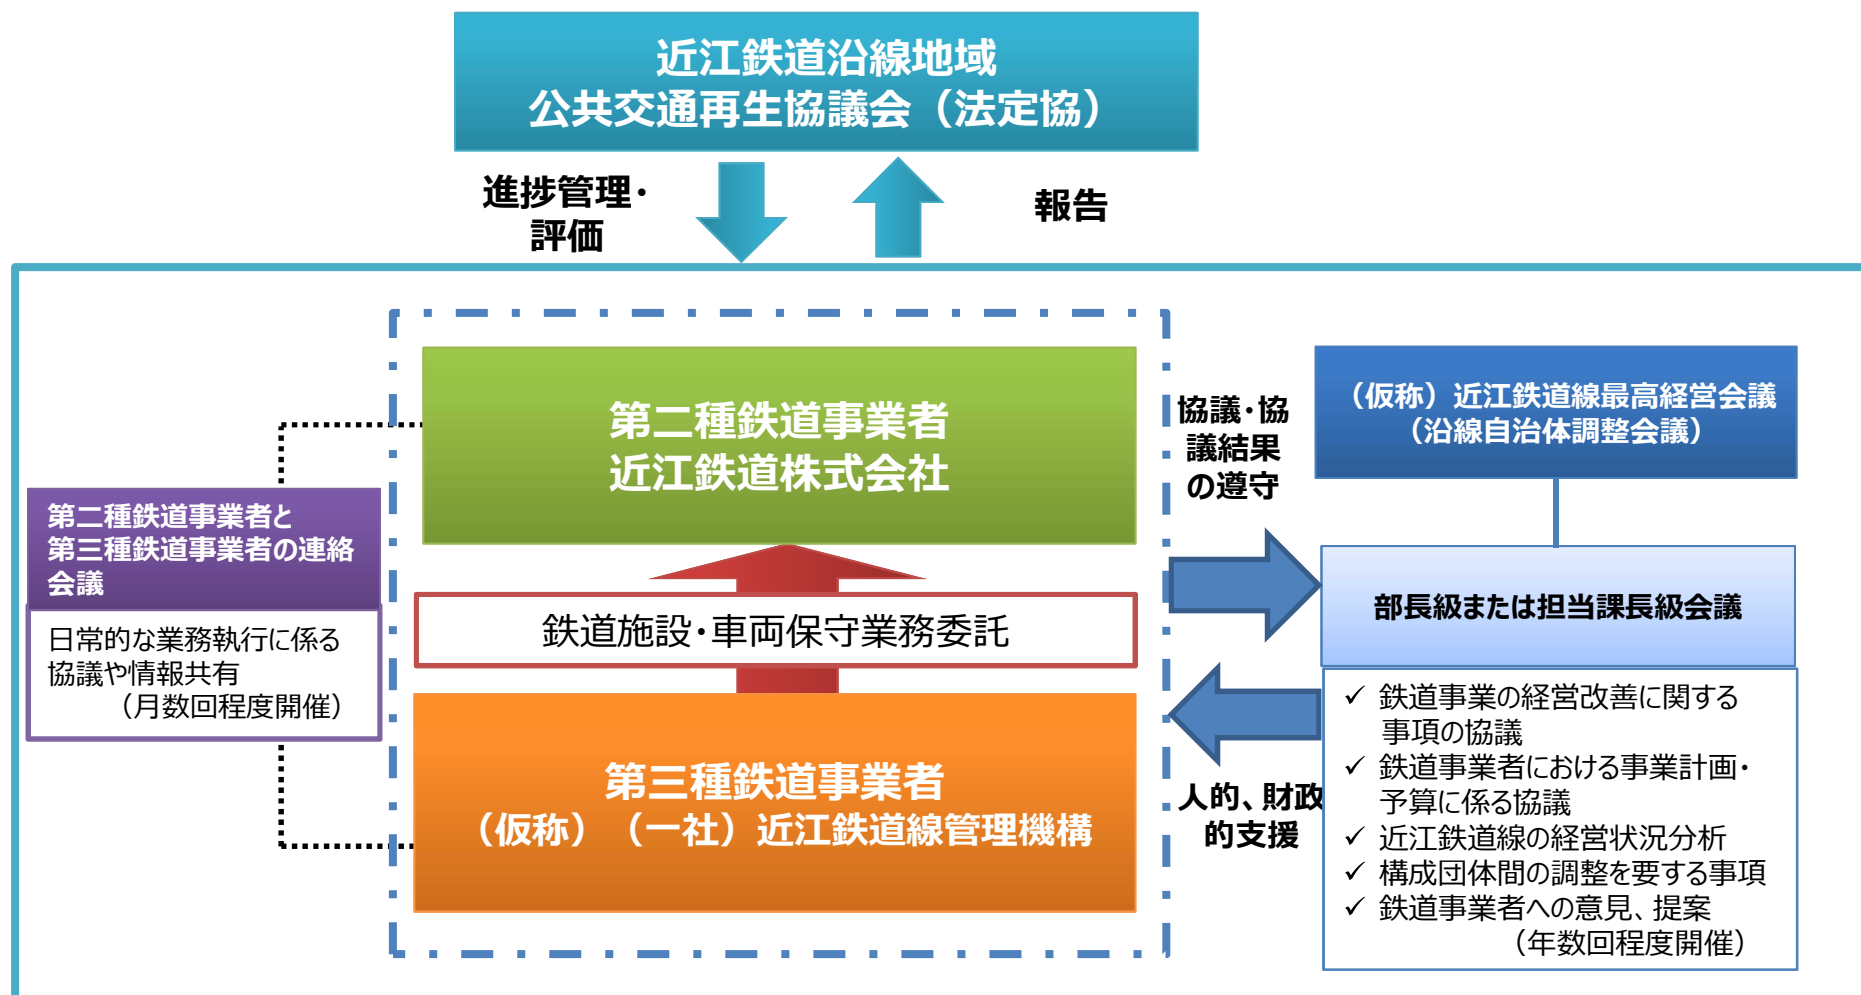 近江鉄道沿線地域
公共交通再生協議会（法定協）
進捗管理・
評価
報告
第二種鉄道事業者
近江鉄道株式会社
鉄道施設・車両保守業務委託
第三種鉄道事業者
（仮称）（一社）近江鉄道線管理機構
第二種鉄道事業者と
第三種鉄道事業者の連絡
会議
日常的な業務執行に係る
協議や情報共有
（月数回程度開催）
協議・協
議結果
の遵守
人的、財政
的支援
（仮称）近江鉄道線最高経営会議
（沿線自治体調整会議）
部長級または担当課長級会議
✓ 鉄道事業の経営改善に関する
事項の協議
✓ 鉄道事業者における事業計画・
予算に係る協議
✓ 近江鉄道線の経営状況分析
✓ 構成団体間の調整を要する事項
✓ 鉄道事業者への意見、提案
（年数回程度開催）